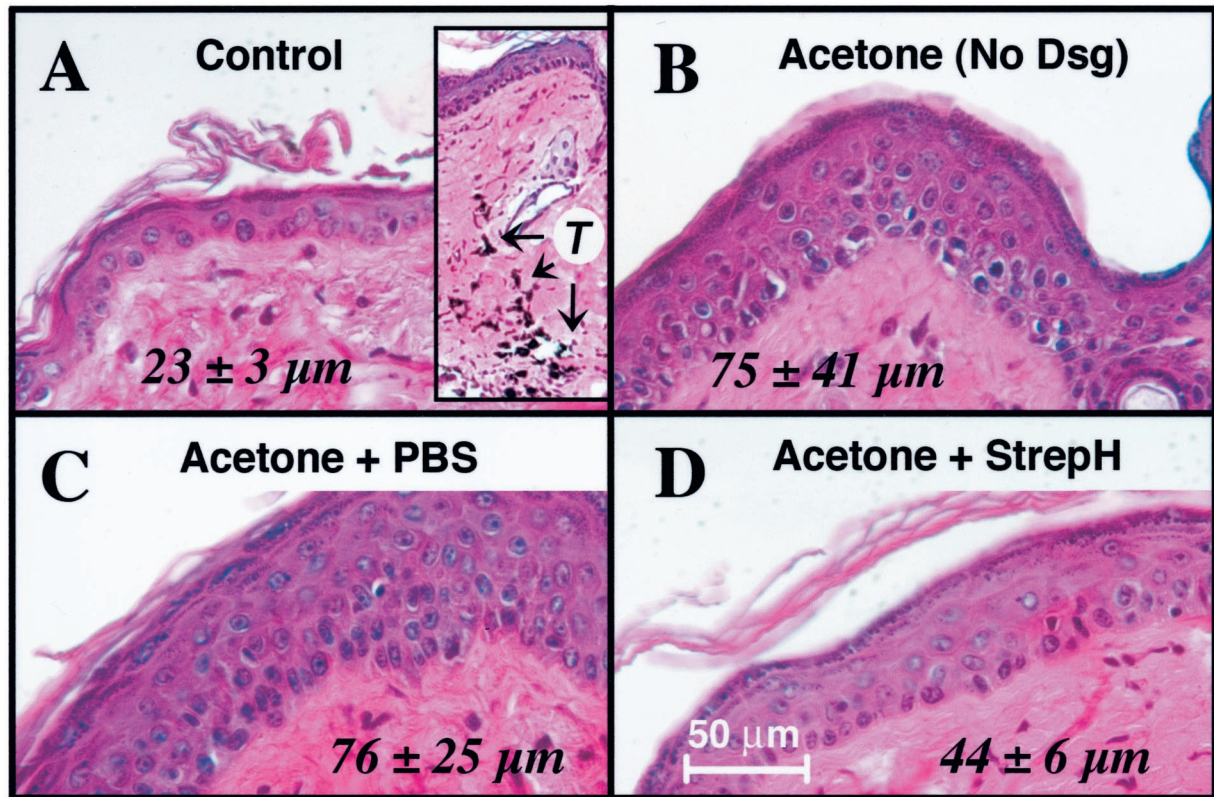 A
Control
T
23 ± 3 µm
B
Acetone (No Dsg)
75 ± 41 µm
C
Acetone + PBS
76 ± 25 µm
D
Acetone + StrepH
50 µm
44 ± 6 µm